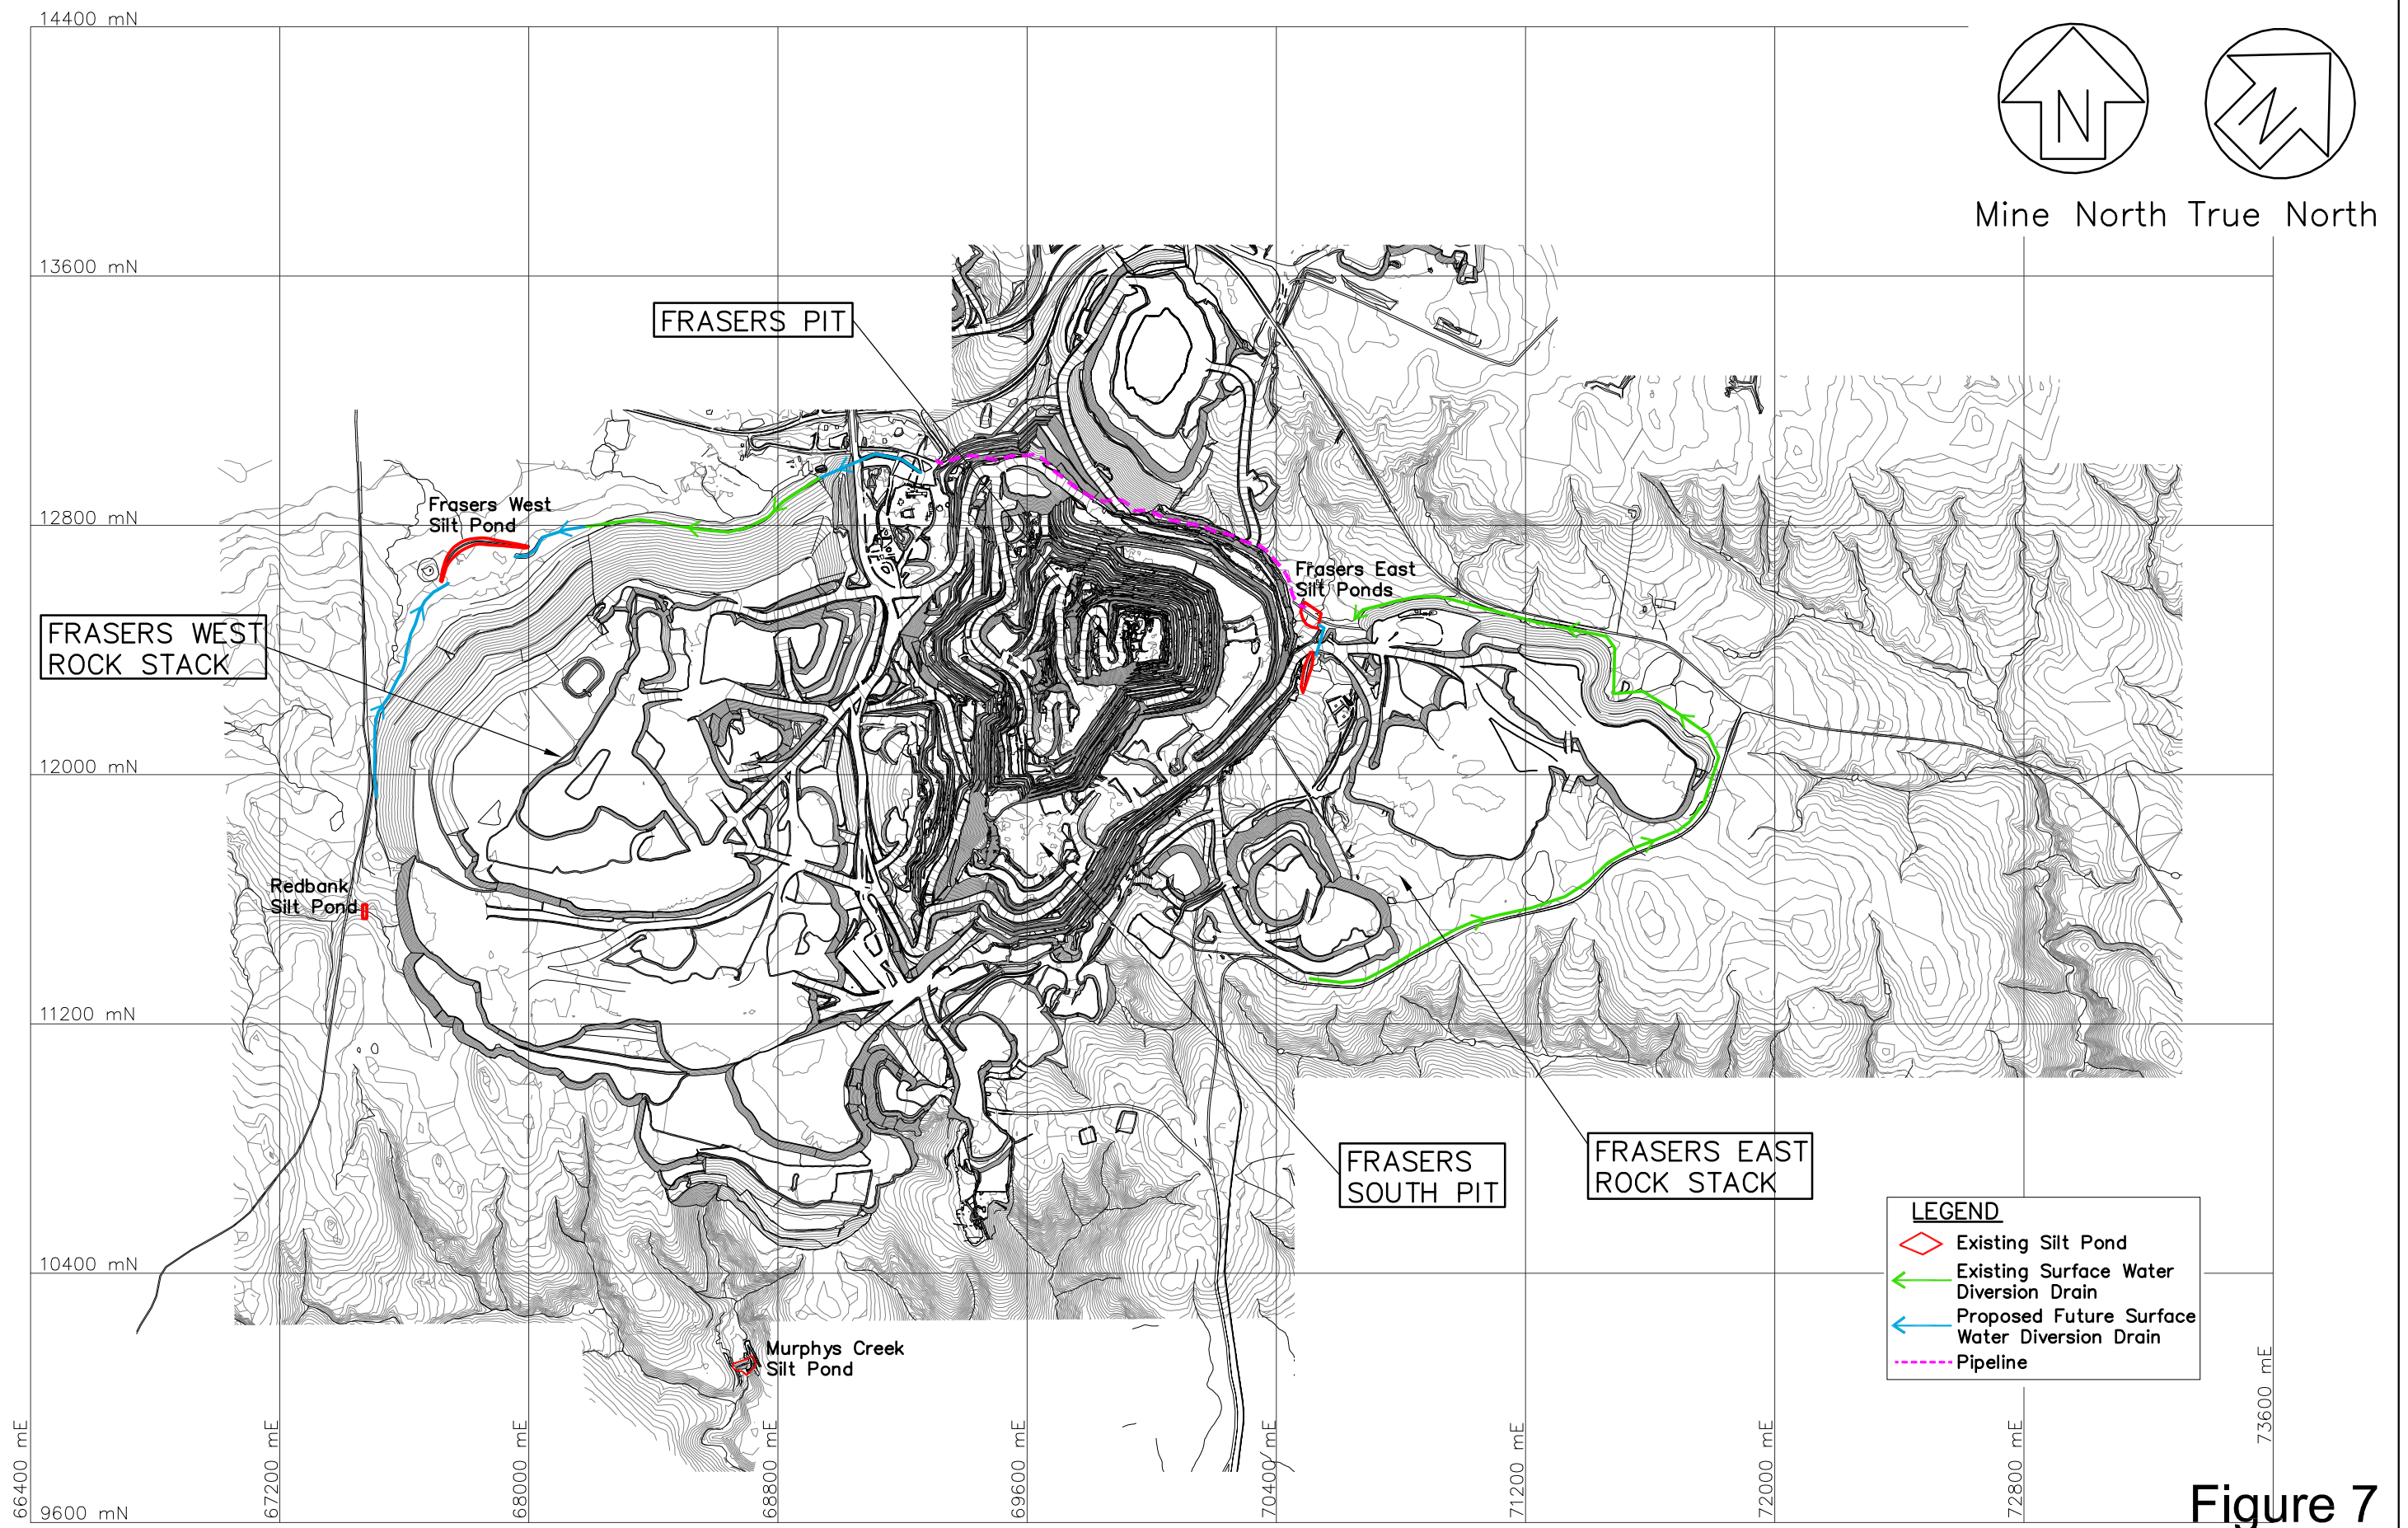 14400 mN
N
N
Mine North
True North
13600 mN
FRASERS PIT
Frasers West
Silt Pond
12800 mN
Frasers East
Silt Ponds
FRASERS WEST
ROCK STACK
12000 mN
Redbank
Silt Pond
11200 mN
FRASERS
SOUTH PIT
FRASERS EAST
ROCK STACK
LEGEND
Existing Silt Pond
Existing Surface Water
Diversion Drain
Proposed Future Surface
Water Diversion Drain
Pipeline
10400 mN
Murphys Creek
Silt Pond
66400 mE
67200 mE
68000 mE
68800 mE
69600 mE
70400 mE
71200 mE
72000 mE
72800 mE
73600 mE
9600 mN
Figure 7